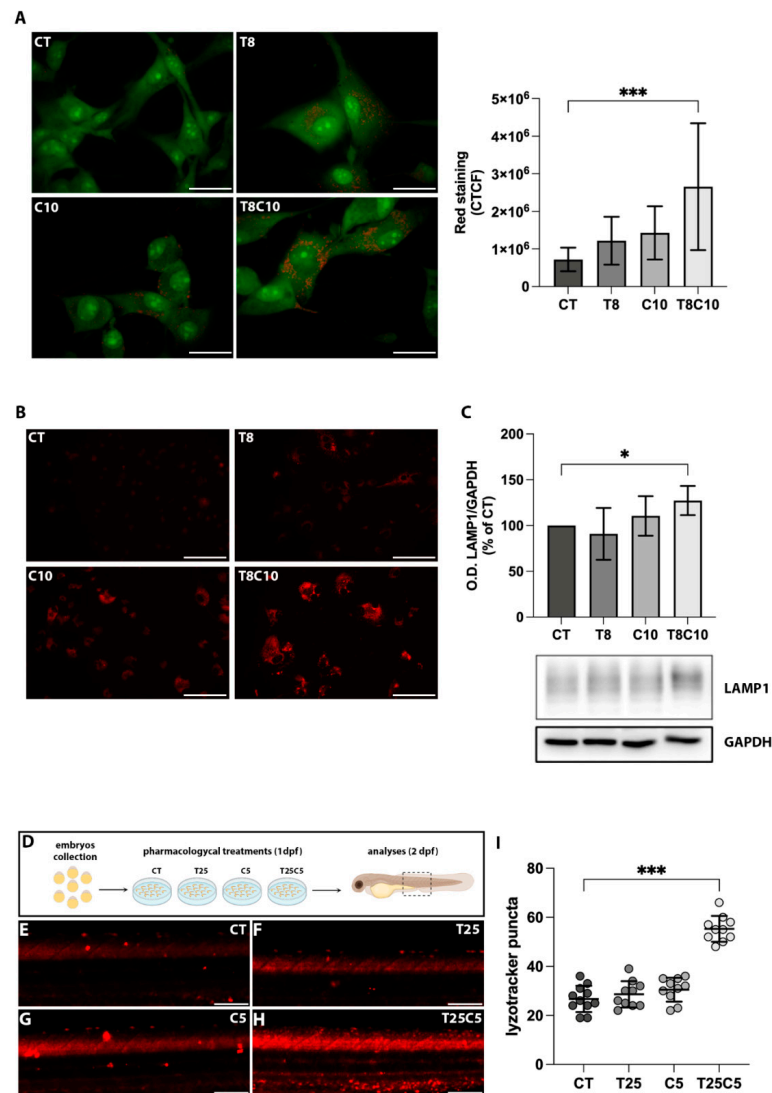 A
CT
T8
C10
T8C10
Red staining
(CTCF)
5×10⁶
4×10⁶
3×10⁶
2×10⁶
1×10⁶
0
***
CT T8 C10 T8C10
B
CT
T8
C10
T8C10
C
O.D. LAMP1/GAPDH
(% of CT)
200
150
100
50
0
*
CT T8 C10 T8C10
LAMP1
GAPDH
D
embryos
collection
pharmacologycal treatments (1dpf)
CT T25 C5 T25C5
analyses (2 dpf)
E CT
F T25
G C5
H T25C5
I
lyzotracker puncta
80
60
40
20
0
***
CT T25 C5 T25C5